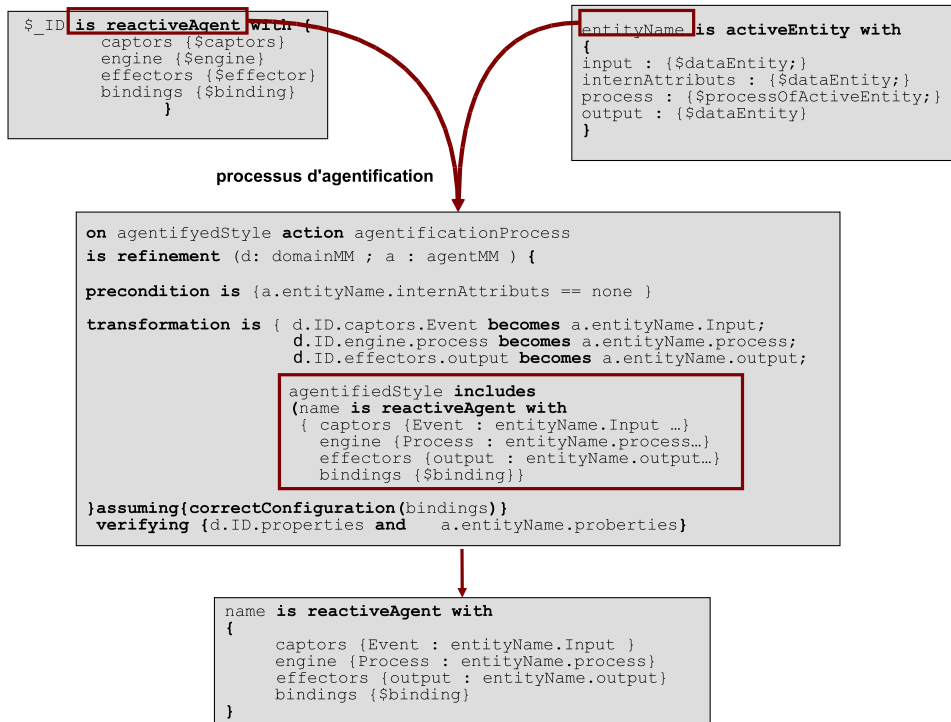 $_ID is reactiveAgent with {
captors {$captors}
engine {$engine}
effectors {$effector}
bindings {$binding}
}
entityName is activeEntity with
{
input : {$dataEntity;}
internAttributs : {$dataEntity;}
process : {$processOfActiveEntity;}
output : {$dataEntity}
}
processus d'agentification
on agentifyedStyle action agentificationProcess
is refinement (d: domainMM ; a : agentMM ) {
precondition is {a.entityName.internAttributs == none }
transformation is { d.ID.captors.Event becomes a.entityName.Input;
d.ID.engine.process becomes a.entityName.process;
d.ID.effectors.output becomes a.entityName.output;
agentifiedStyle includes
(name is reactiveAgent with
{ captors {Event : entityName.Input …}
engine {Process : entityName.process…}
effectors {output : entityName.output…}
bindings {$binding}}
}assuming{correctConfiguration(bindings)}
verifying {d.ID.properties and a.entityName.proberties}
name is reactiveAgent with
{
captors {Event : entityName.Input }
engine {Process : entityName.process}
effectors {output : entityName.output}
bindings {$binding}
}